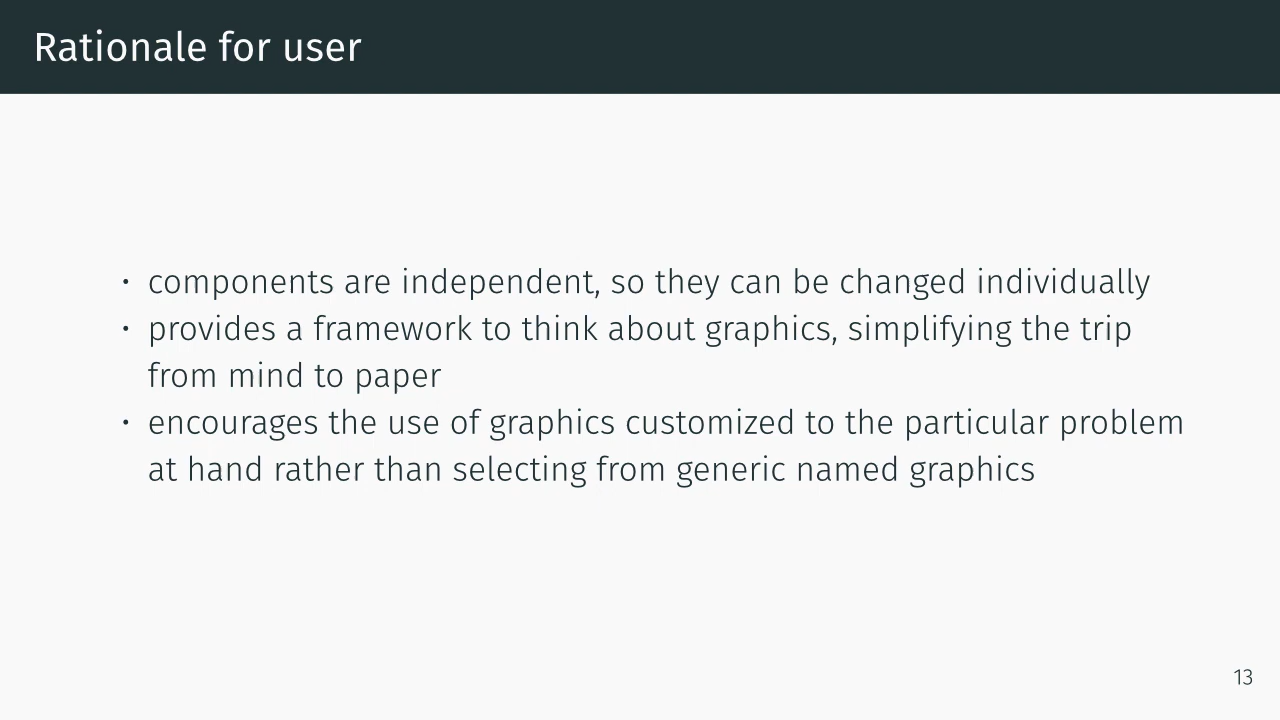 Rationale for user
• components are independent, so they can be changed individually
• provides a framework to think about graphics, simplifying the trip
from mind to paper
• encourages the use of graphics customized to the particular problem
at hand rather than selecting from generic named graphics
13